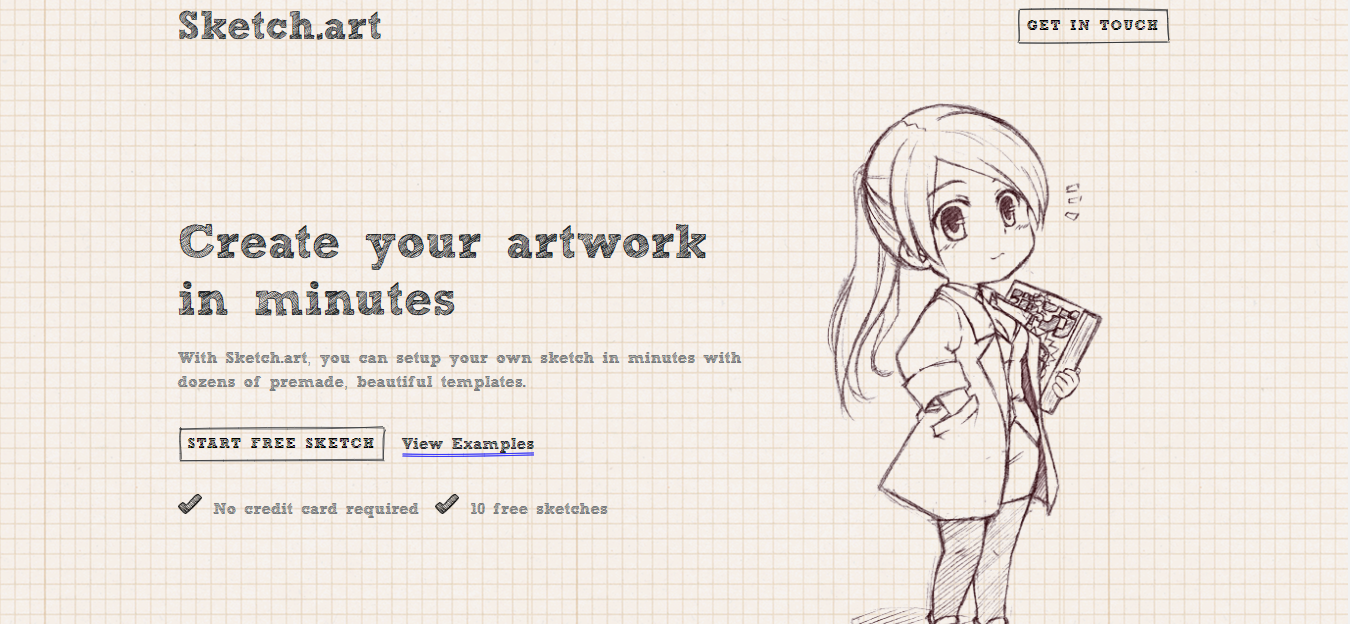 Sketch.art
GET IN TOUCH
Create your artwork
in minutes
With Sketch.art, you can setup your own sketch in minutes with
dozens of premade, beautiful templates.
START FREE SKETCH
View Examples
No credit card required
10 free sketches